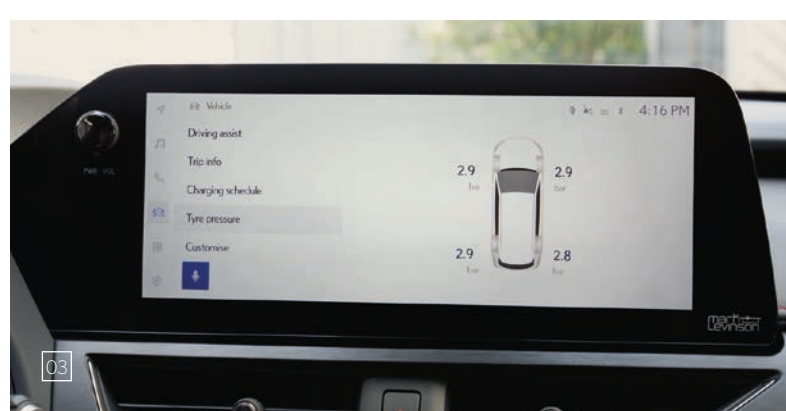 Vehicle
4:16 PM
Driving assist
Trip info
Charging schedule
Tyre pressure
Customise
2.9
bar
2.9
bar
2.9
bar
2.8
bar
PWR VOL
mark
Levinson
03